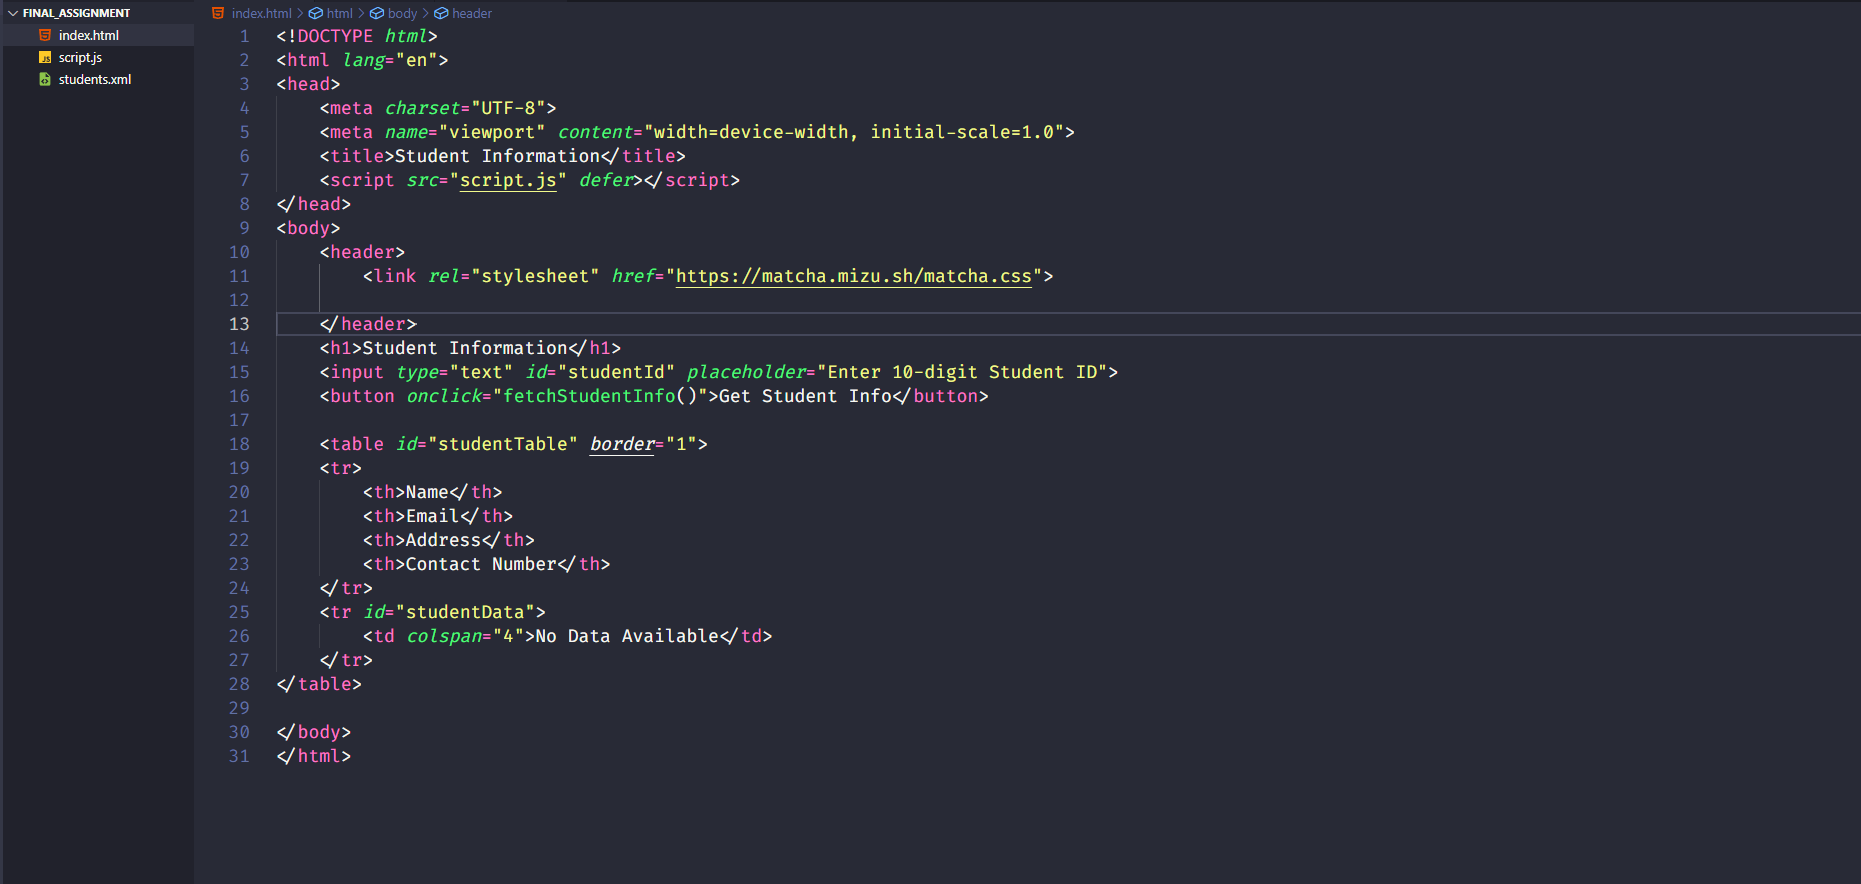 FINAL_ASSIGNMENT
index.html
script.js
students.xml
index.html > html > body > header
1 <!DOCTYPE html>
2 <html lang="en">
3 <head>
4     <meta charset="UTF-8">
5     <meta name="viewport" content="width=device-width, initial-scale=1.0">
6     <title>Student Information</title>
7     <script src="script.js" defer></script>
8 </head>
9 <body>
10     <header>
11         <link rel="stylesheet" href="https://matcha.mizu.sh/matcha.css">
12
13     </header>
14     <h1>Student Information</h1>
15     <input type="text" id="studentId" placeholder="Enter 10-digit Student ID">
16     <button onclick="fetchStudentInfo()">Get Student Info</button>
17
18     <table id="studentTable" border="1">
19     <tr>
20         <th>Name</th>
21         <th>Email</th>
22         <th>Address</th>
23         <th>Contact Number</th>
24     </tr>
25     <tr id="studentData">
26         <td colspan="4">No Data Available</td>
27     </tr>
28 </table>
29
30 </body>
31 </html>